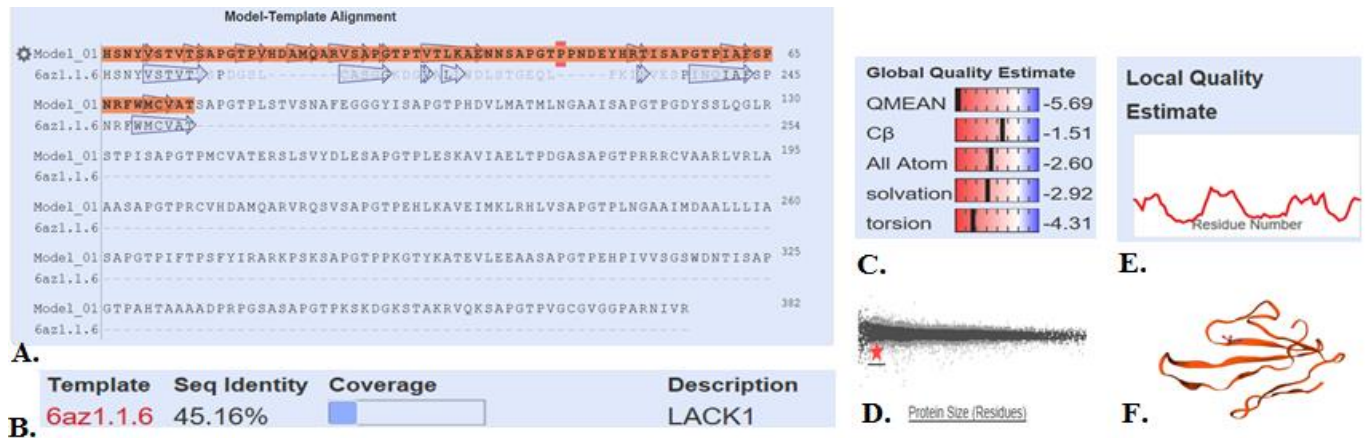 Model-Template Alignment
Model_01 HSNYVSTVTSAPGTPVHDAMQARVSAPGTPTVTLKAENNSAPGTPPNDEYHRTISAPGTPIAFSP 65
6az1.1.6 HSNYVSTVT IAFSP 245
Model_01 NRFWMCVATSAPGTPLSTVSNAFEGGGYISAPGTPHDVLMATMLNGAAISAPGTPGDYSSLQGLR 130
6az1.1.6 NRFWMCVAT 254
Model_01 STPISAPGTPMCVATERSLSVYDLESAPGTPLESKAVIAELTPDGASAPGTPRRRCVAARLVRLA 195
6az1.1.6
Model_01 AASAPGTPRCVHDAMQARVRQSVSAPGTPEHLKAVEIMKLRHLVSAPGTPLNGAAIMDAALLLIA 260
6az1.1.6
Model_01 SAPGTPIFTPSFYIRARKPSKSAPGTPPKGTYKATEVLEEAASAPGTPEHPIVVSGSWDNTISAP 325
6az1.1.6
Model_01 GTPAHTAAAADPRPGSASAPGTPKSKDGKSTAKRVQKSAPGTPVGCGVGGPARNIVR 382
6az1.1.6
A.
Template Seq Identity Coverage Description
6az1.1.6 45.16% LACK1
B.
Global Quality Estimate
QMEAN -5.69
Cβ -1.51
All Atom -2.60
solvation -2.92
torsion -4.31
C.
Local Quality
Estimate
Residue Number
E.
D. Protein Size (Residues)
F.